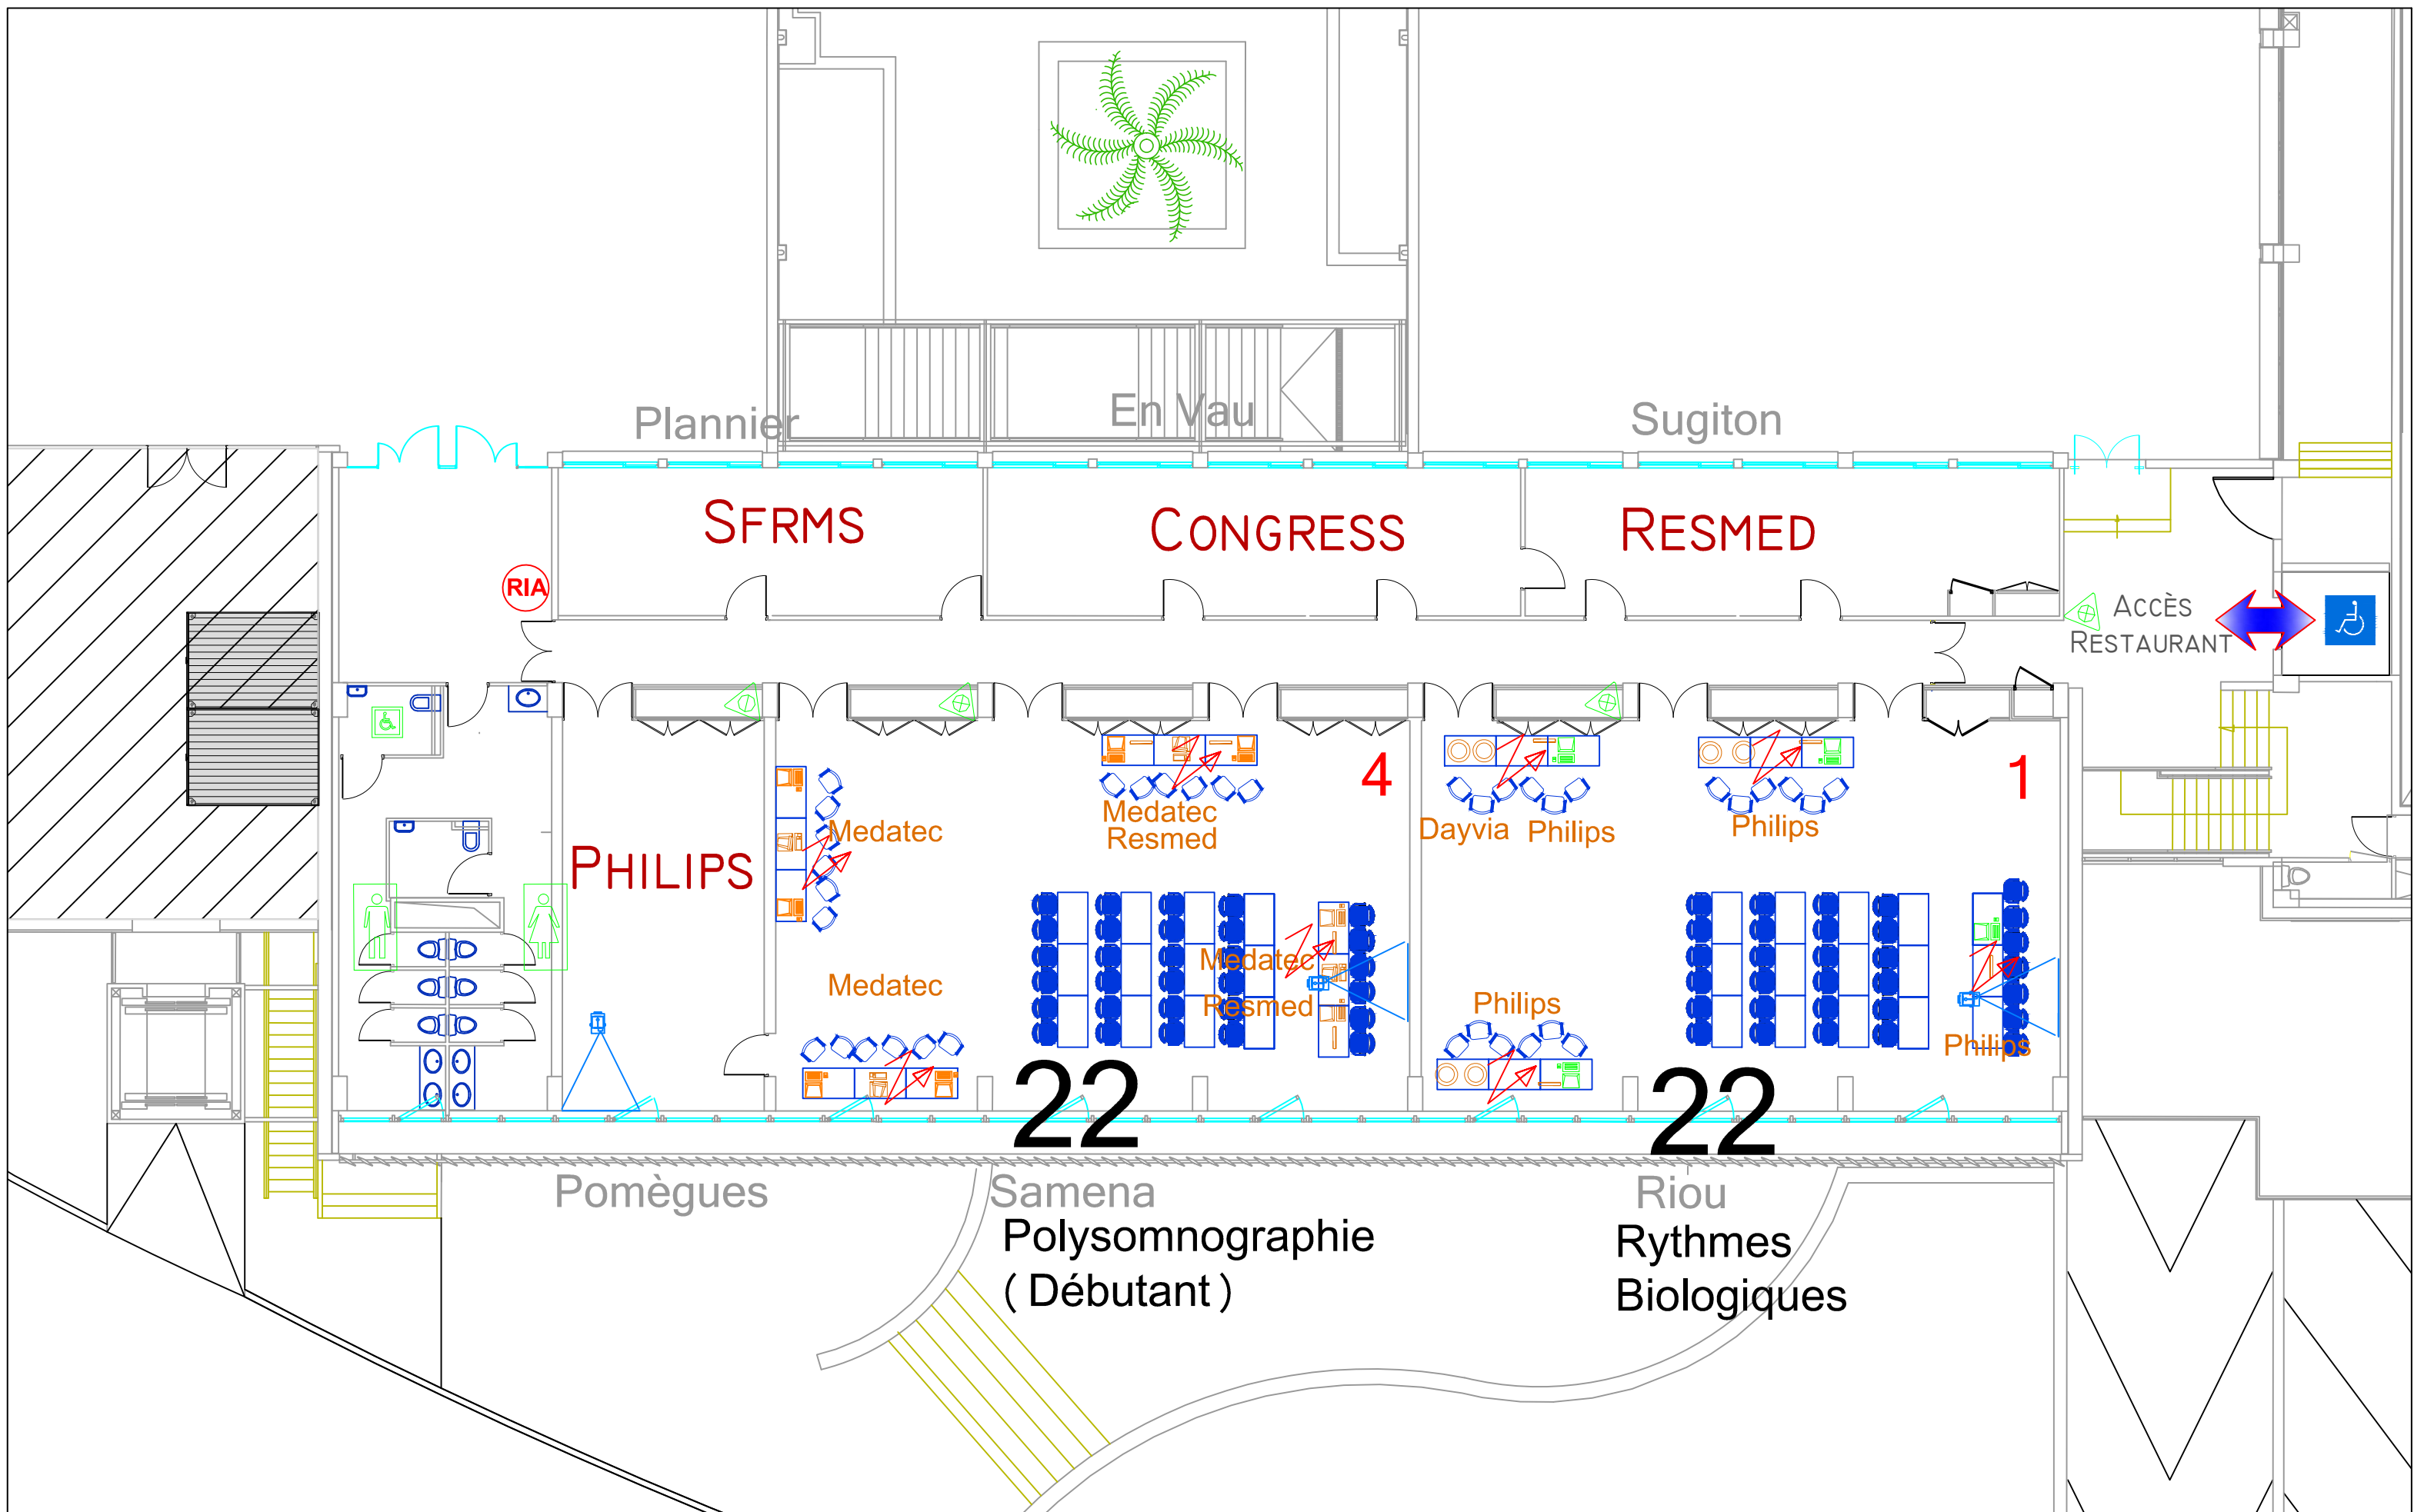 Plannier
En Vau
Sugiton
SFRMS
CONGRESS
RESMED
RIA
ACCÈS
RESTAURANT
4
1
Medatec
Medatec
Resmed
Dayvia
Philips
Philips
PHILIPS
Medatec
Medatec
Resmed
Philips
Philips
22
22
Pomègues
Samena
Riou
Polysomnographie
( Débutant )
Rythmes
Biologiques